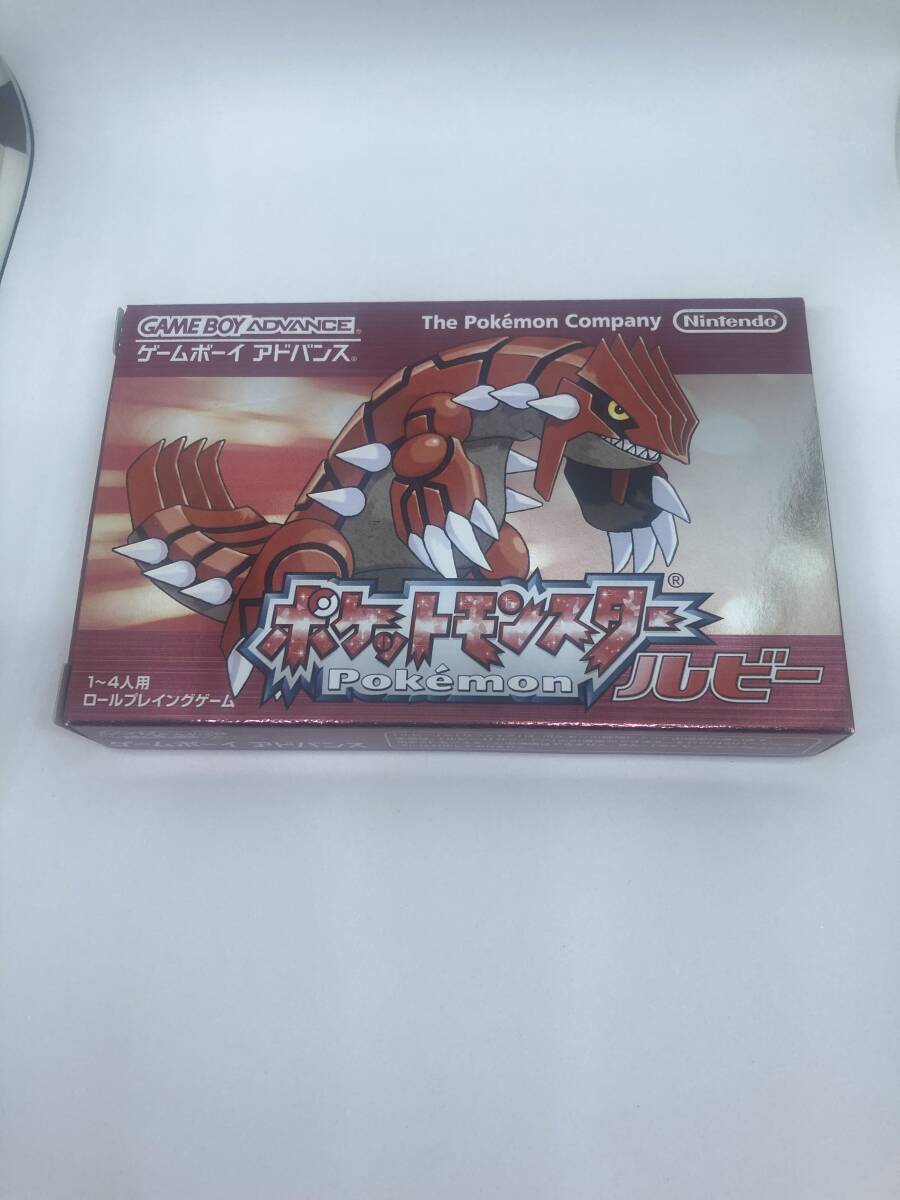 GAME BOY ADVANCE
ゲームボーイ アドバンス
The Pokémon Company
Nintendo®
ポケットモンスター®
Pokémon
ルビー
1~4人用
ロールプレイングゲーム
ゲームボーイ アドバンス